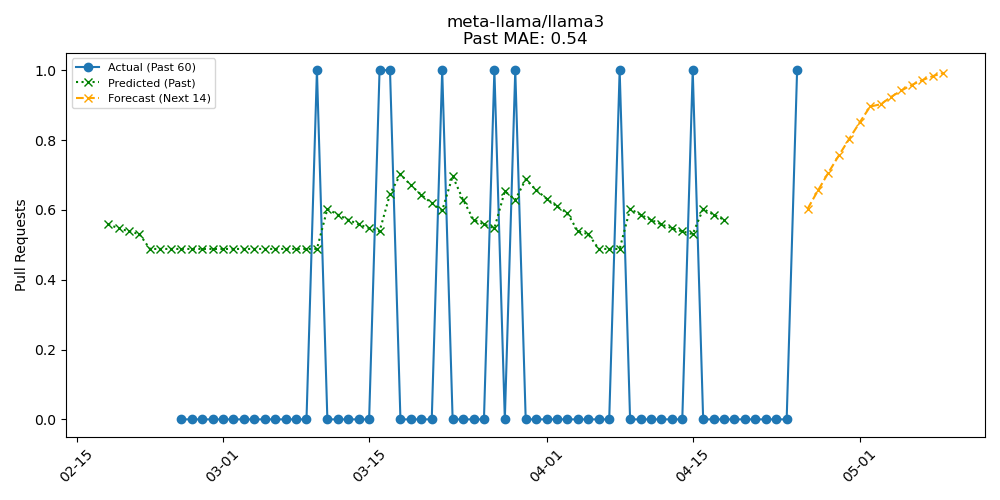 meta-llama/llama3
Past MAE: 0.54
Actual (Past 60)
Predicted (Past)
Forecast (Next 14)
Pull Requests
1.0
0.8
0.6
0.4
0.2
0.0
02-15
03-01
03-15
04-01
04-15
05-01